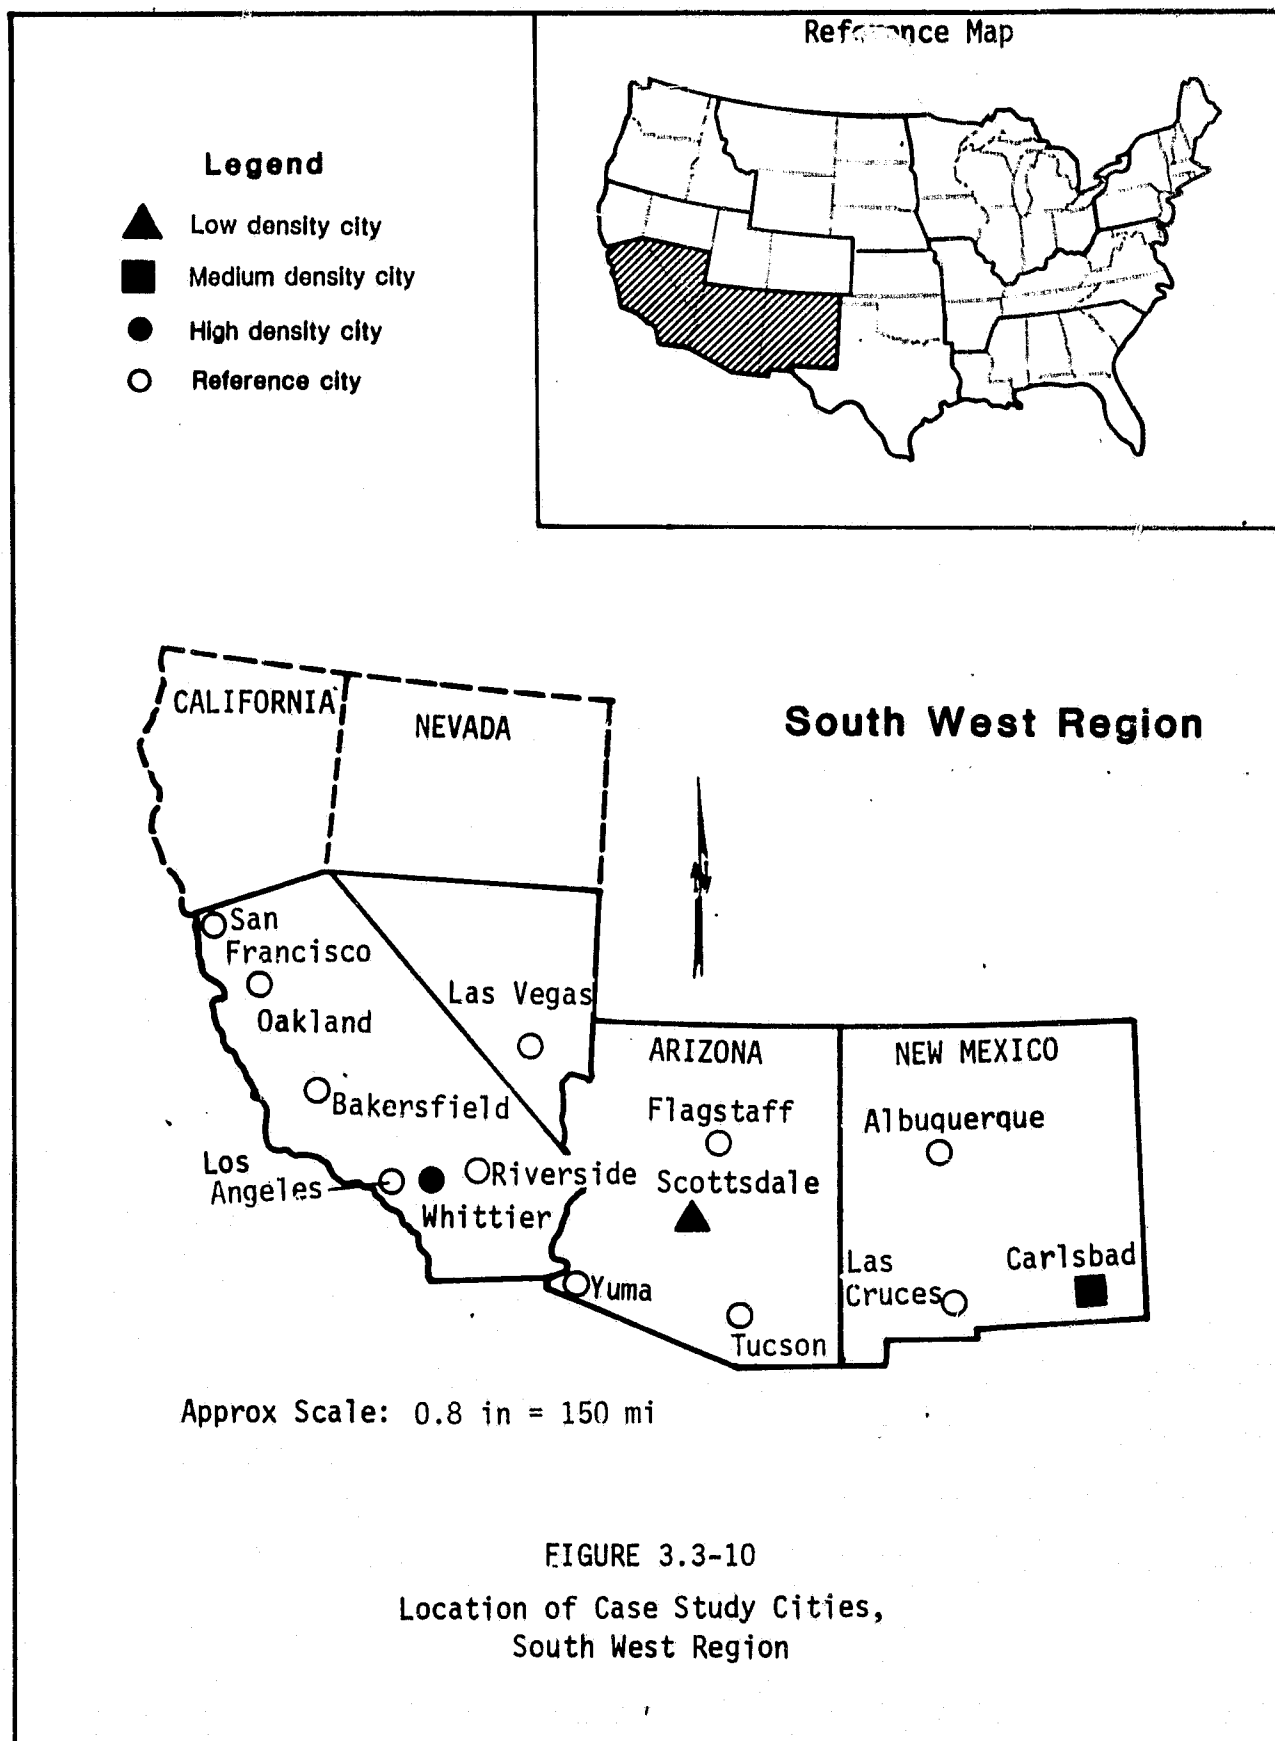 Reference Map
Legend
Low density city
Medium density city
High density city
Reference city
CALIFORNIA
NEVADA
South West Region
San
Francisco
Oakland
Las Vegas
Bakersfield
ARIZONA
NEW MEXICO
Flagstaff
Albuquerque
Los
Angeles
Riverside
Scottsdale
Whittier
Yuma
Tucson
Las
Cruces
Carlsbad
Approx Scale: 0.8 in = 150 mi
FIGURE 3.3-10
Location of Case Study Cities,
South West Region